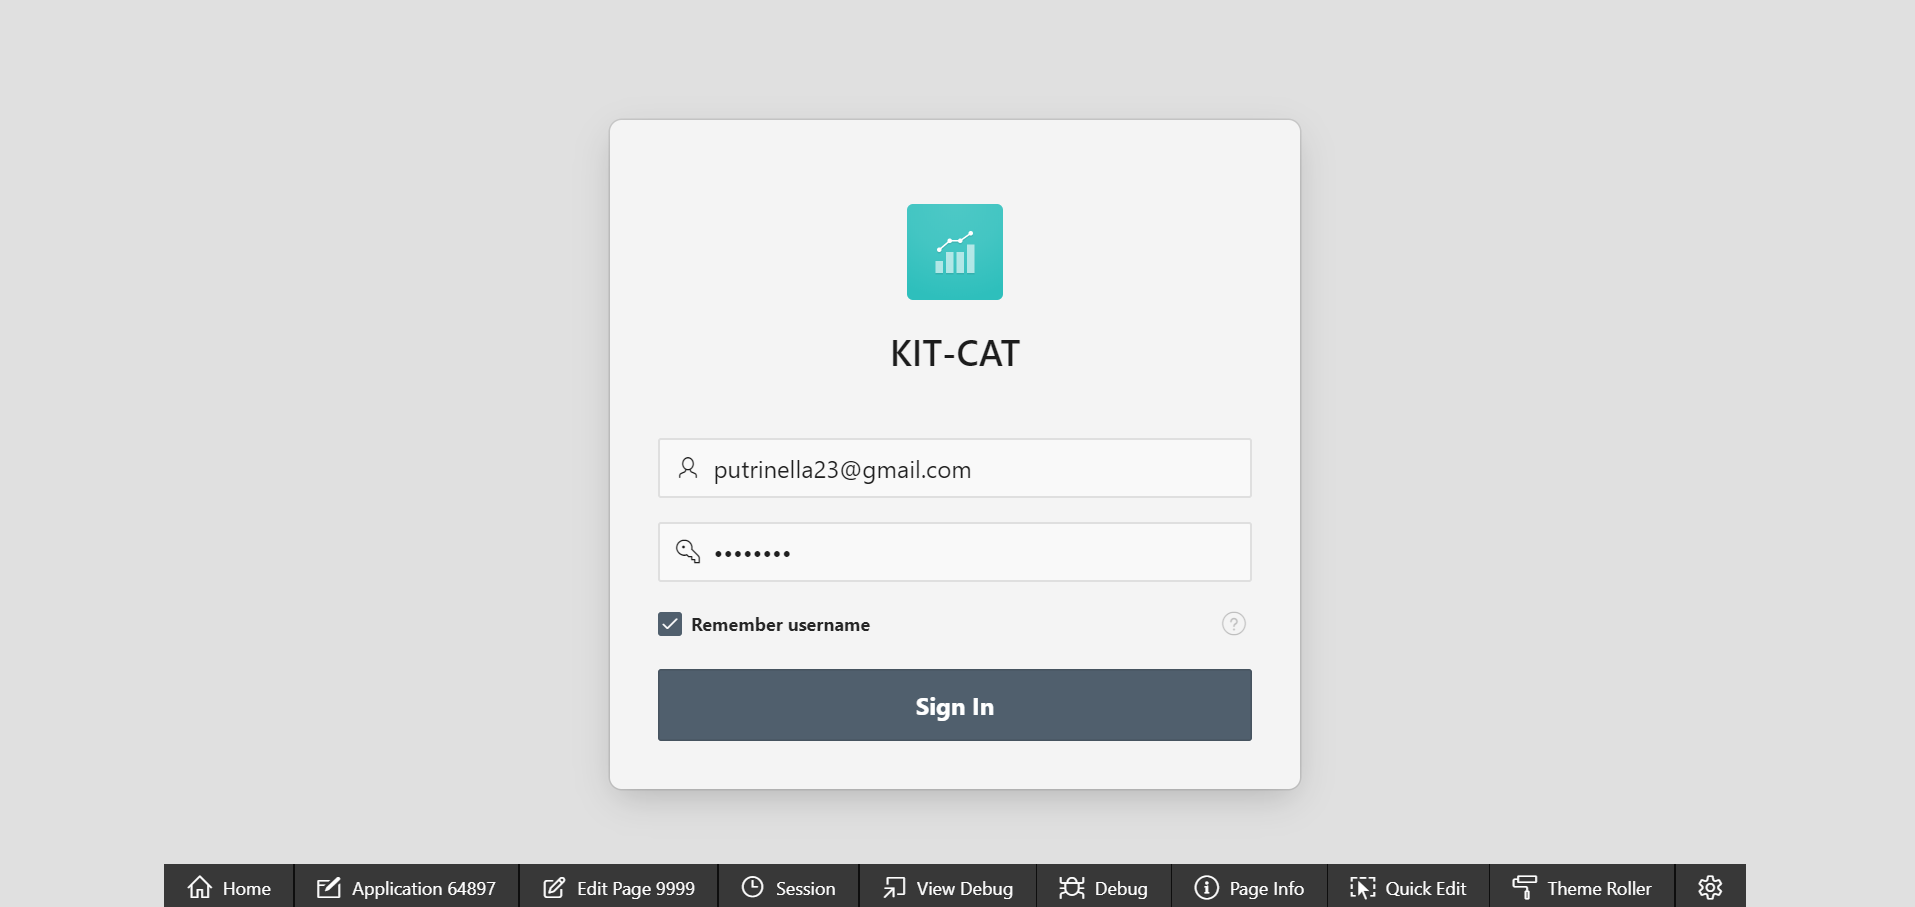 KIT-CAT
putrinella23@gmail.com
••••••••
Remember username
?
Sign In
Home
Application 64897
Edit Page 9999
Session
View Debug
Debug
Page Info
Quick Edit
Theme Roller